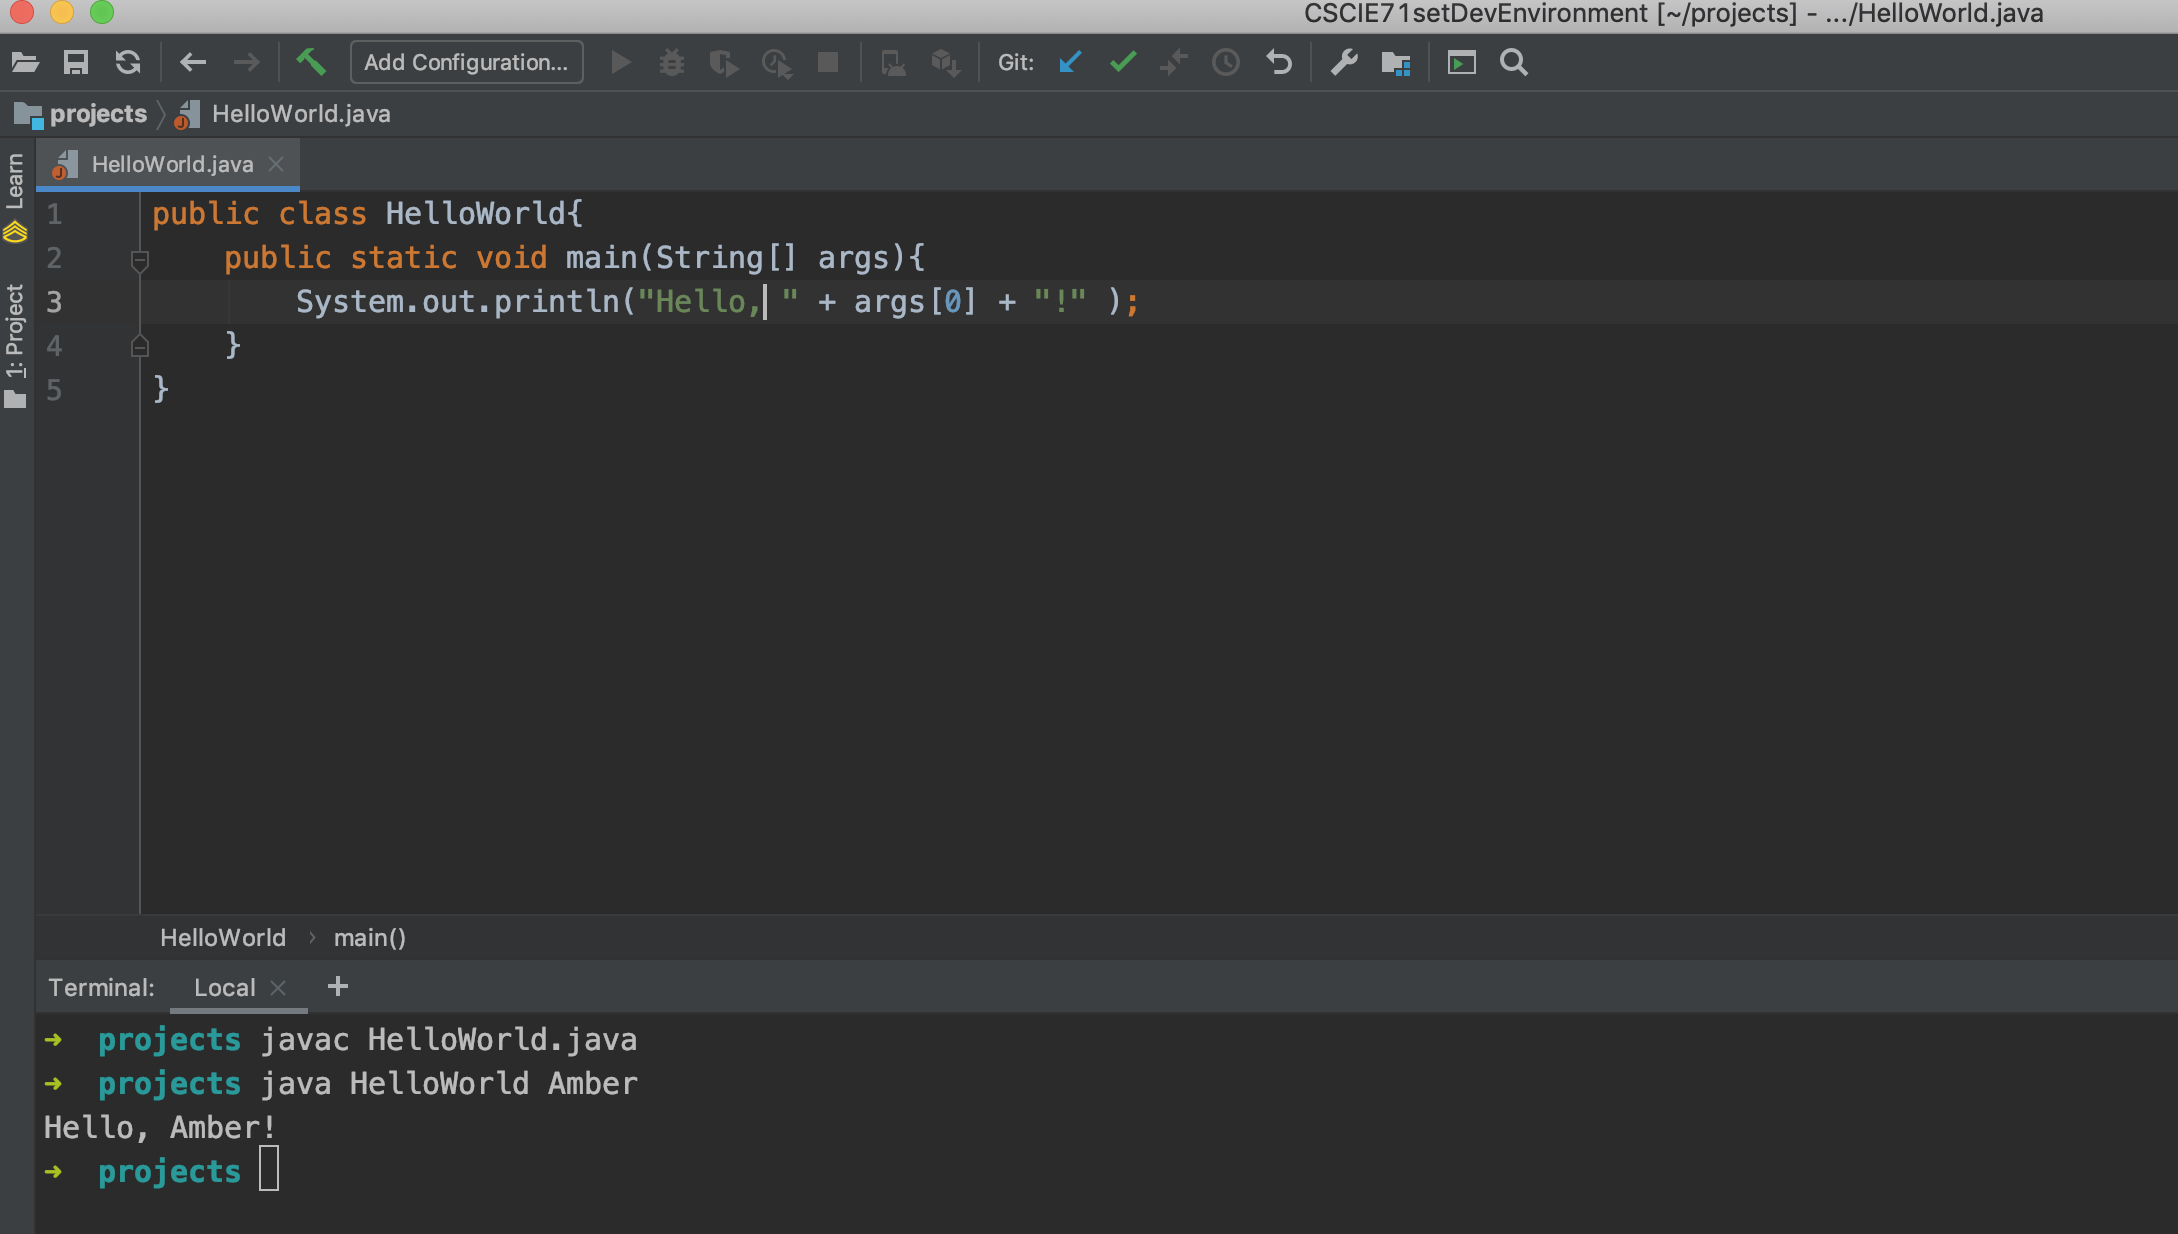 CSCIE71setDevEnvironment [~/projects] - .../HelloWorld.java
Add Configuration... Git:
projects HelloWorld.java
HelloWorld.java
Learn
1: Project
1 public class HelloWorld{
2 public static void main(String[] args){
3 System.out.println("Hello, " + args[0] + "!" );
4 }
5 }
HelloWorld › main()
Terminal: Local +
→ projects javac HelloWorld.java
→ projects java HelloWorld Amber
Hello, Amber!
→ projects